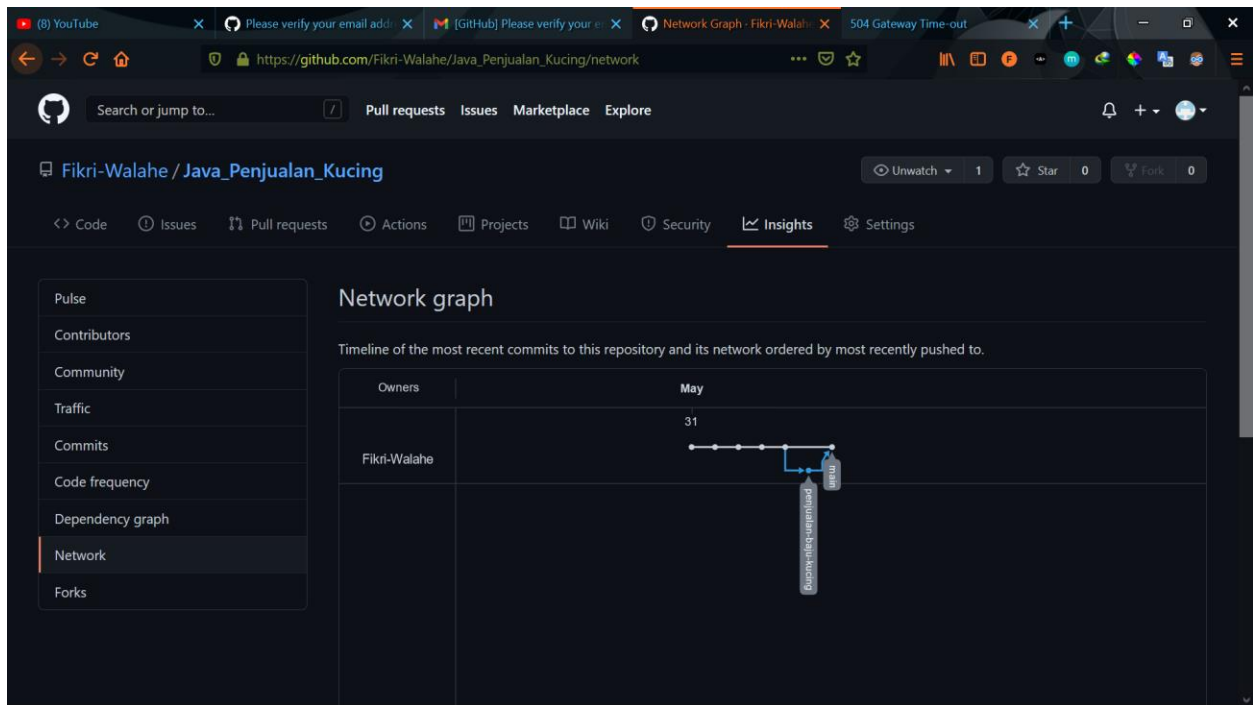 (8) YouTube
Please verify your email addr
[GitHub] Please verify your e
Network Graph · Fikri-Walah
504 Gateway Time-out
https://github.com/Fikri-Walahe/Java_Penjualan_Kucing/network
Search or jump to...
/
Pull requests Issues Marketplace Explore
Fikri-Walahe / Java_Penjualan_Kucing
Unwatch 1
Star 0
Fork 0
Code Issues Pull requests Actions Projects Wiki Security Insights Settings
Pulse
Contributors
Community
Traffic
Commits
Code frequency
Dependency graph
Network
Forks
Network graph
Timeline of the most recent commits to this repository and its network ordered by most recently pushed to.
Owners
May
31
Fikri-Walahe
main
penjualan-baju-kucing